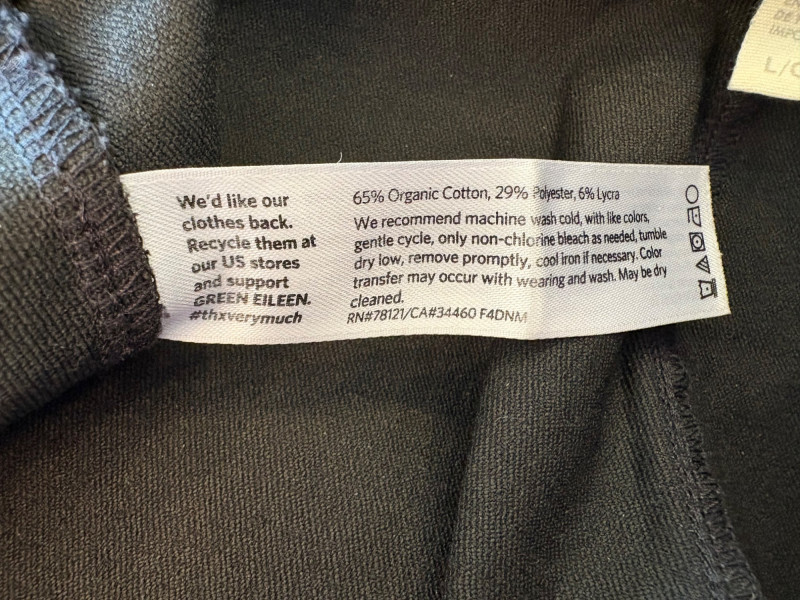 We'd like our
clothes back.
Recycle them at
our US stores
and support
GREEN EILEEN.
#thxverymuch
65% Organic Cotton, 29% Polyester, 6% Lycra
We recommend machine wash cold, with like colors,
gentle cycle, only non-chlorine bleach as needed, tumble
dry low, remove promptly, cool iron if necessary. Color
transfer may occur with wearing and wash. May be dry
cleaned.
RN#78121/CA#34460 F4DNM